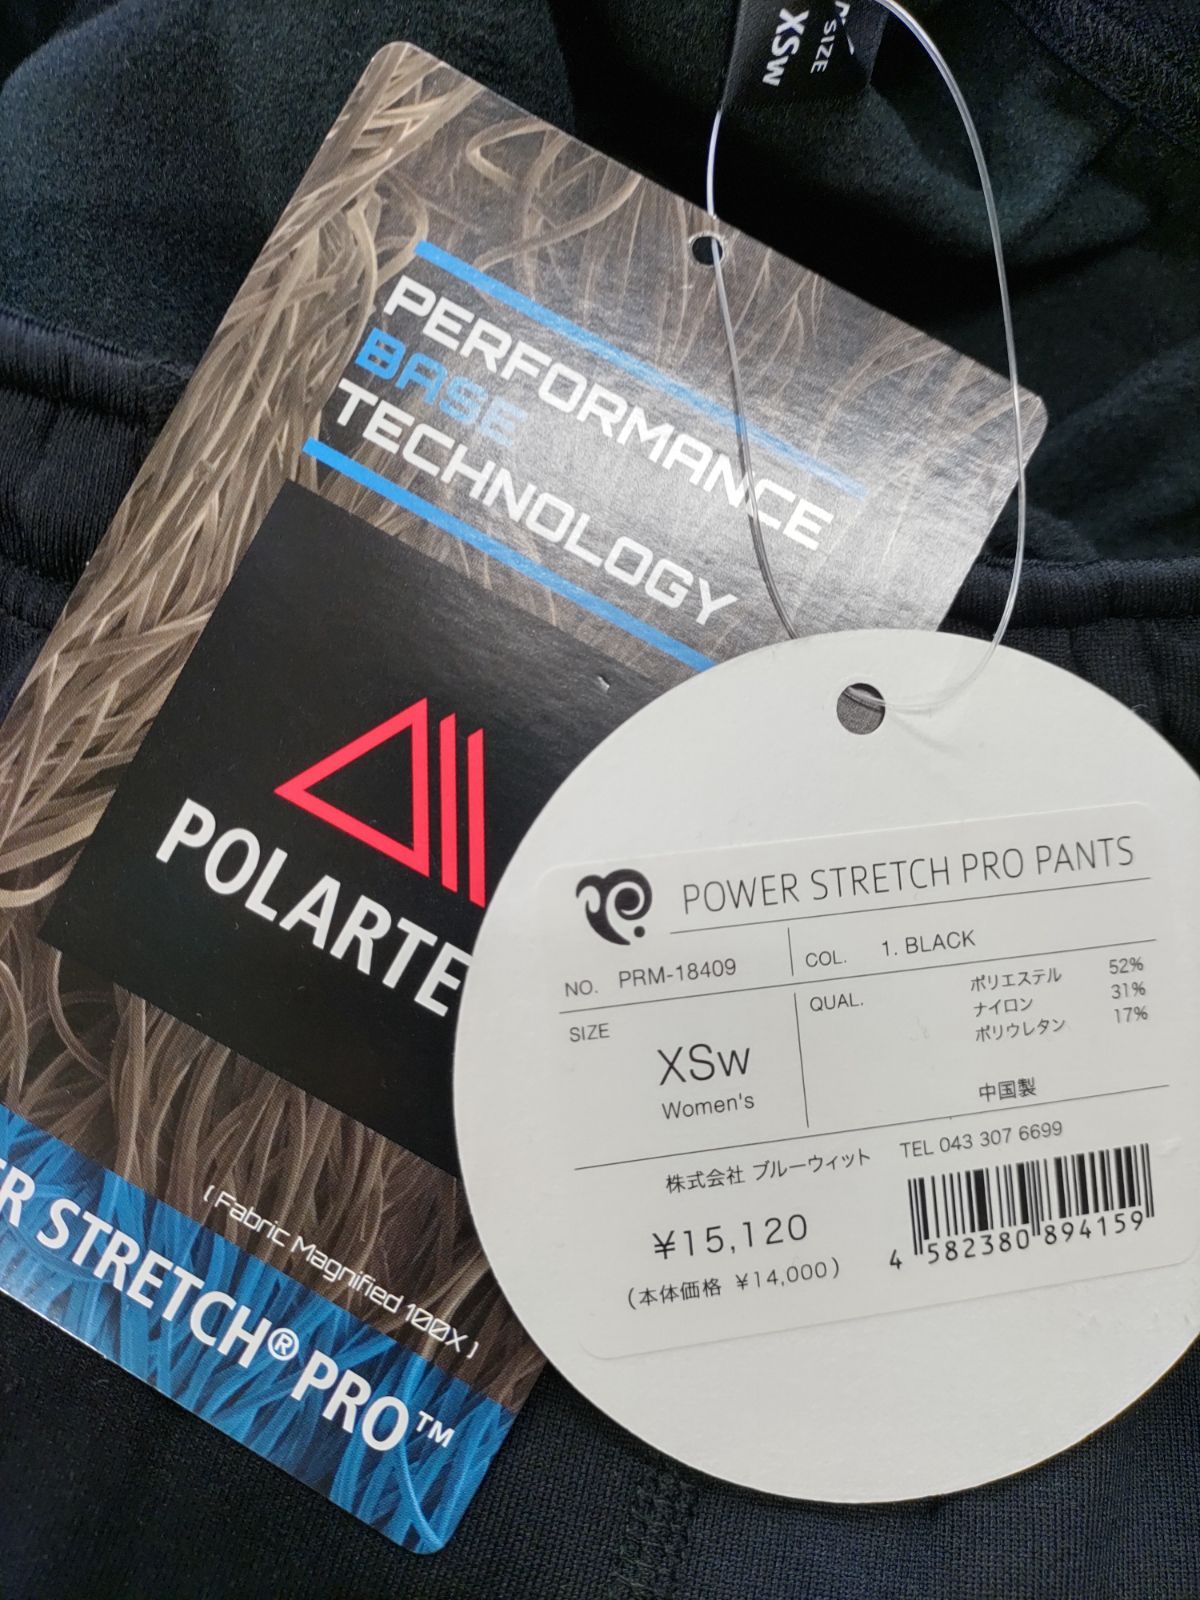 SIZE
XSw
PERFORMANCE
BASE
TECHNOLOGY
POLARTE
( Fabric Magnified 100X )
ER STRETCH® PRO™
POWER STRETCH PRO PANTS
NO. PRM-18409
COL. 1. BLACK
SIZE
XSw
Women's
QUAL.
ポリエステル 52%
ナイロン 31%
ポリウレタン 17%
中国製
株式会社 ブルーウィット TEL 043 307 6699
¥15,120
(本体価格 ¥14,000)
4 582380 894159